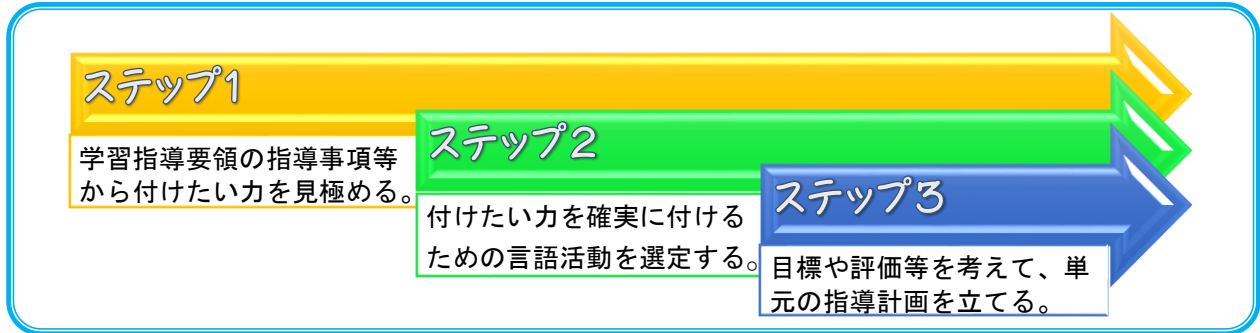 ステップ1
学習指導要領の指導事項等
から付けたい力を見極める。
ステップ２
付けたい力を確実に付ける
ための言語活動を選定する。
ステップ３
目標や評価等を考えて、単
元の指導計画を立てる。